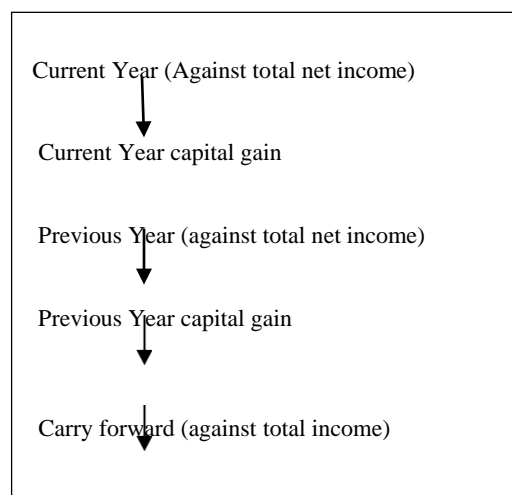 Current Year (Against total net income)
Current Year capital gain
Previous Year (against total net income)
Previous Year capital gain
Carry forward (against total income)